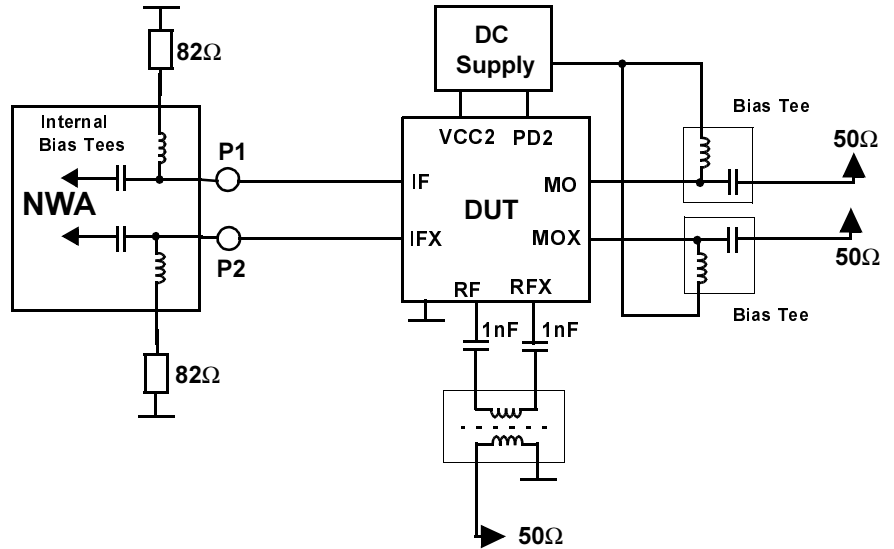 82Ω
DC
Supply
Internal
Bias Tees
P1
VCC2 PD2
Bias Tee
50Ω
IF
MO
NWA
DUT
IFX
MOX
P2
50Ω
RF RFX
1nF 1nF
Bias Tee
82Ω
50Ω